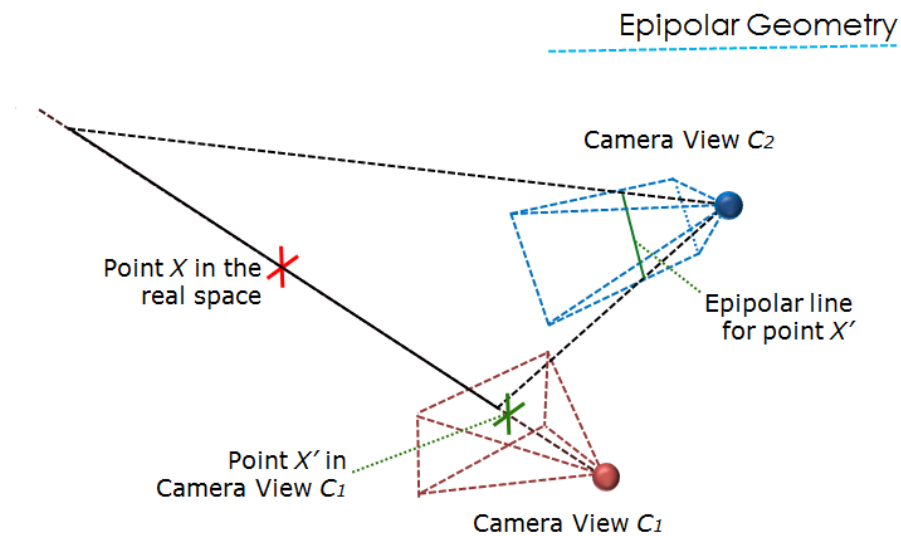 Epipolar Geometry
Camera View C2
Point X in the
real space
Epipolar line
for point X′
Point X′ in
Camera View C1
Camera View C1